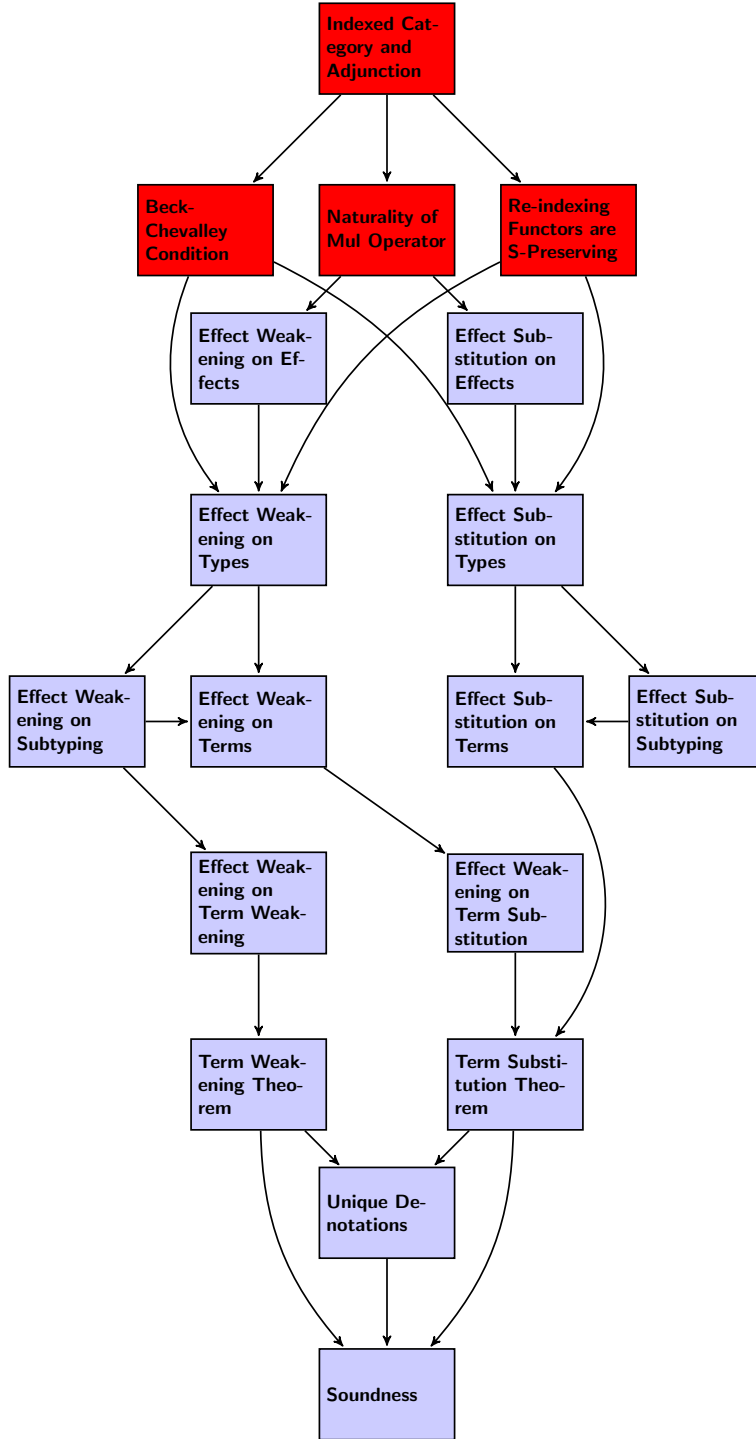 Indexed Cat-
egory and
Adjunction
Beck-
Chevalley
Condition
Naturality of
Mul Operator
Re-indexing
Functors are
S-Preserving
Effect Weak-
ening on Ef-
fects
Effect Sub-
stitution on
Effects
Effect Weak-
ening on
Types
Effect Sub-
stitution on
Types
Effect Weak-
ening on
Subtyping
Effect Weak-
ening on
Terms
Effect Sub-
stitution on
Terms
Effect Sub-
stitution on
Subtyping
Effect Weak-
ening on
Term Weak-
ening
Effect Weak-
ening on
Term Sub-
stitution
Term Weak-
ening Theo-
rem
Term Substi-
tution Theo-
rem
Unique De-
notations
Soundness